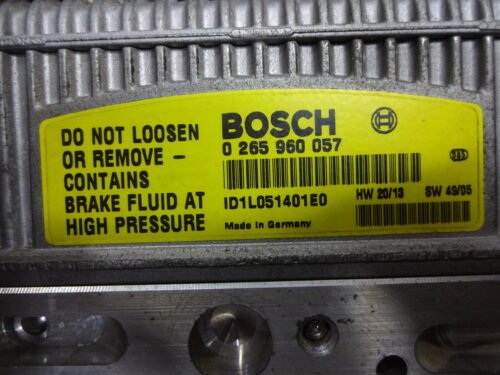 DO NOT LOOSEN
OR REMOVE –
CONTAINS
BRAKE FLUID AT
HIGH PRESSURE
BOSCH
0 265 960 057
ID1L051401E0
HW 20/13 SW 49/05
Made in Germany